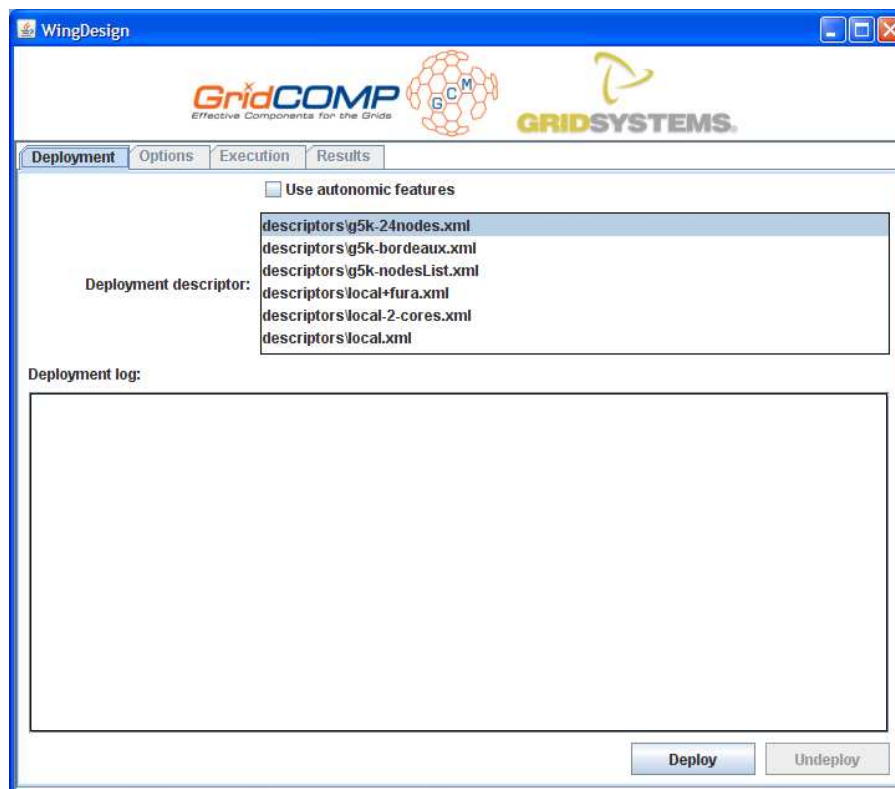 WingDesign
GridCOMP
Effective Components for the Grids
GCM
GRIDSYSTEMS.
Deployment Options Execution Results
Use autonomic features
Deployment descriptor:
descriptors\g5k-24nodes.xml
descriptors\g5k-bordeaux.xml
descriptors\g5k-nodesList.xml
descriptors\local+fura.xml
descriptors\local-2-cores.xml
descriptors\local.xml
Deployment log:
Deploy Undeploy